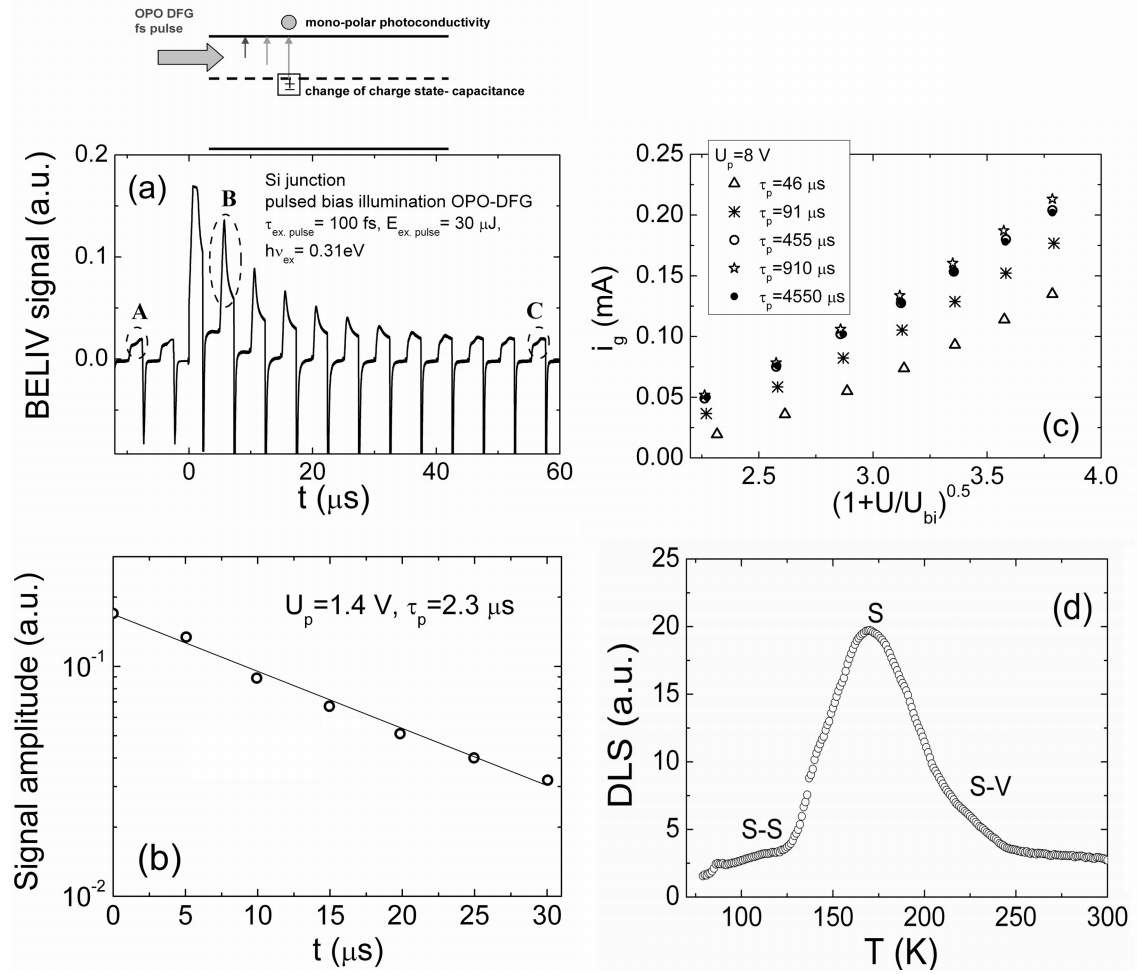 OPO DFG
fs pulse
mono-polar photoconductivity
±
change of charge state- capacitance
(a)
Si junction
pulsed bias illumination OPO-DFG
τex. pulse= 100 fs, Eex. pulse= 30 μJ,
hνex= 0.31eV
A
B
C
0.2
0.1
0.0
BELIV signal (a.u.)
0 10 20 30 40 50 60
t (μs)
Up=8 V
τp=46 μs
τp=91 μs
τp=455 μs
τp=910 μs
τp=4550 μs
(c)
0.25
0.20
0.15
0.10
0.05
0.00
ig (mA)
2.5 3.0 3.5 4.0
(1+U/Ubi)0.5
Up=1.4 V, τp=2.3 μs
(b)
10-1
10-2
Signal amplitude (a.u.)
0 5 10 15 20 25 30
t (μs)
(d)
S
S-S
S-V
25
20
15
10
5
0
DLS (a.u.)
100 150 200 250 300
T (K)